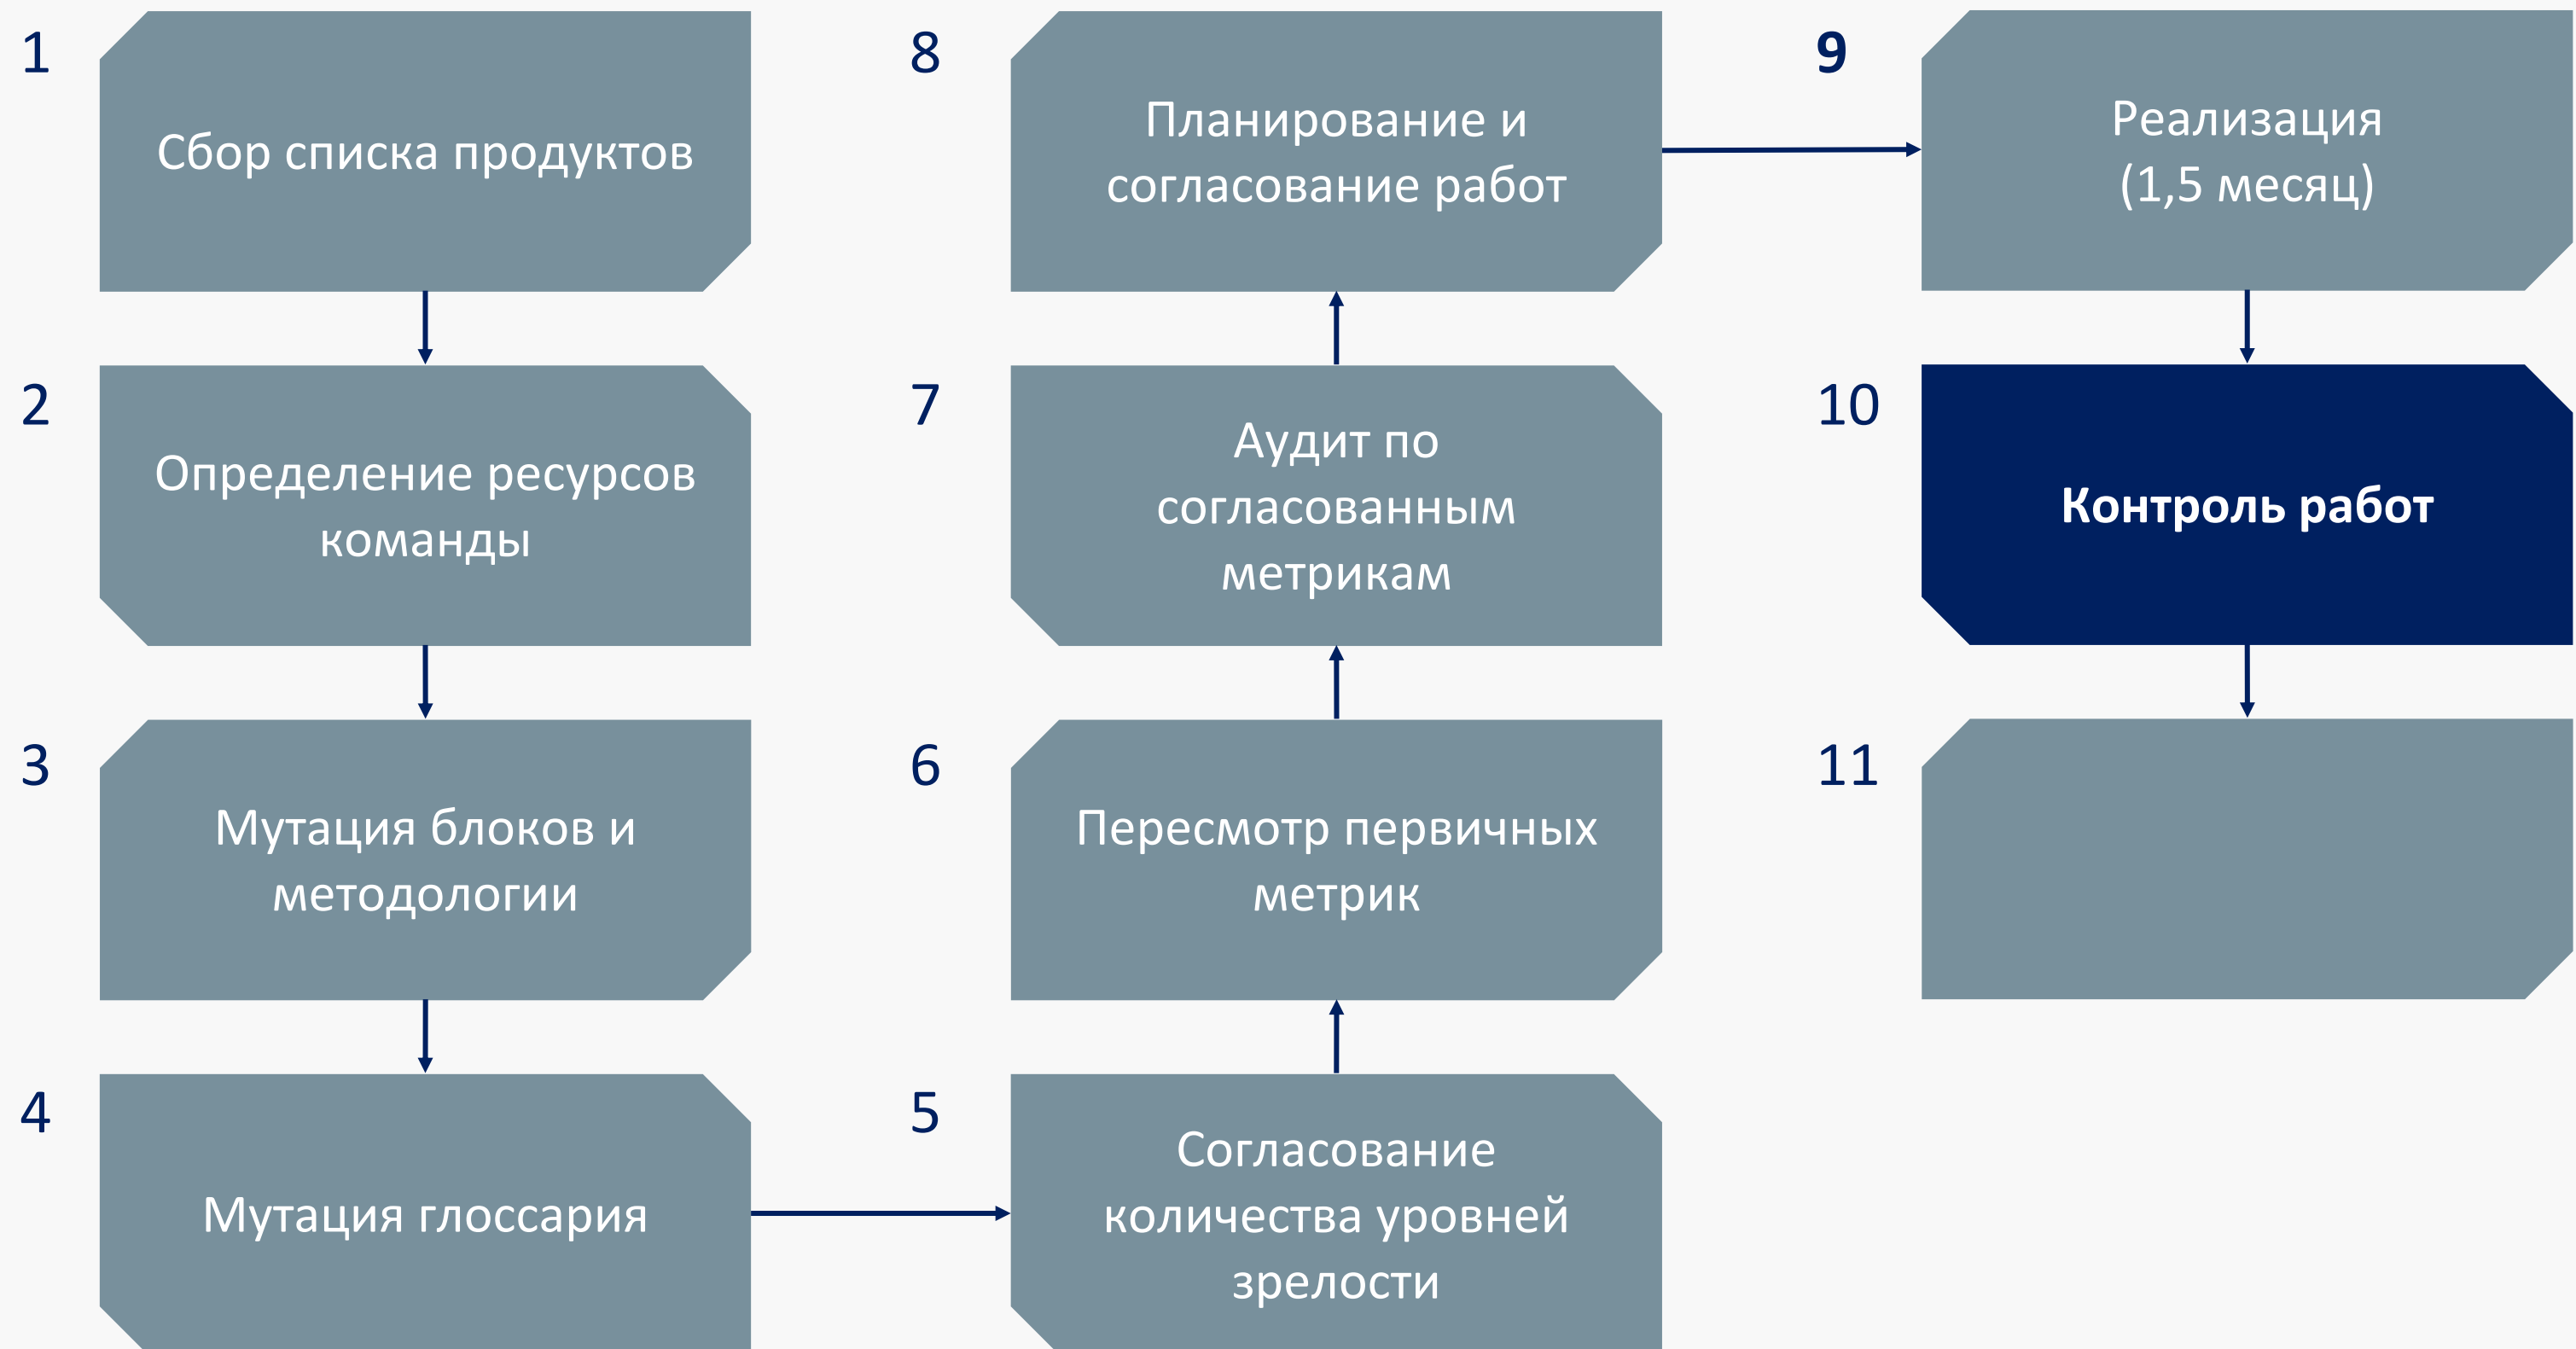 1
Сбор списка продуктов
2
Определение ресурсов
команды
3
Мутация блоков и
методологии
4
Мутация глоссария
5
Согласование
количества уровней
зрелости
6
Пересмотр первичных
метрик
7
Аудит по
согласованным
метрикам
8
Планирование и
согласование работ
9
Реализация
(1,5 месяц)
10
Контроль работ
11